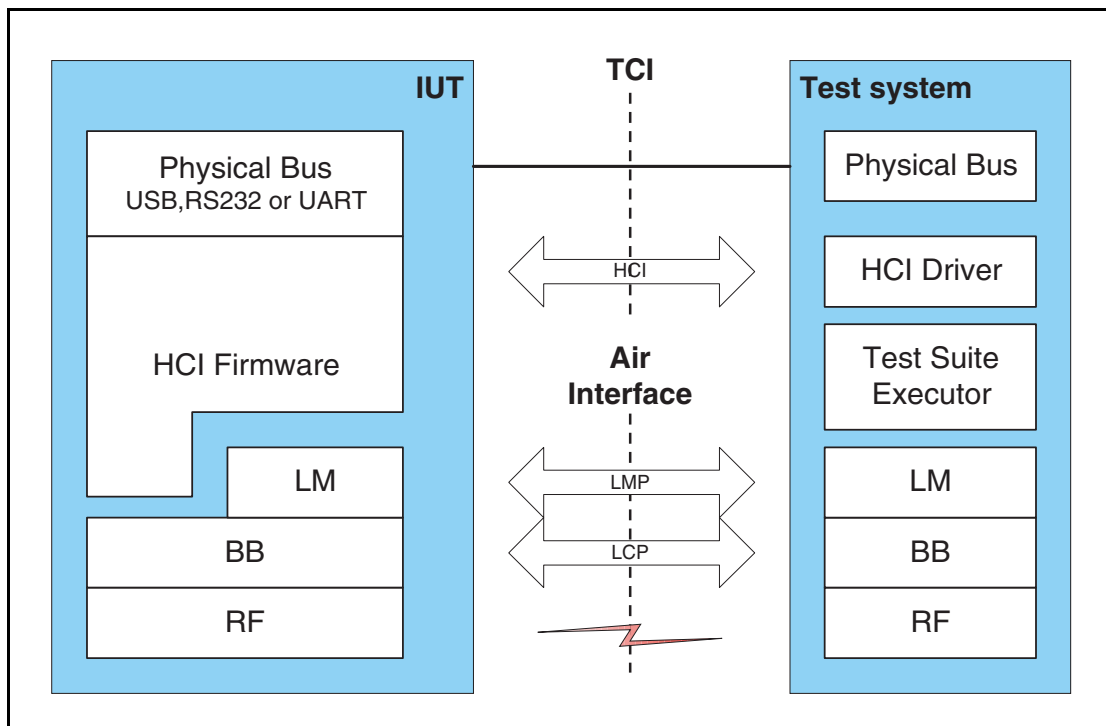 IUT
Physical Bus
USB,RS232 or UART
HCI Firmware
LM
BB
RF
TCI
HCI
Air
Interface
LMP
LCP
Test system
Physical Bus
HCI Driver
Test Suite
Executor
LM
BB
RF